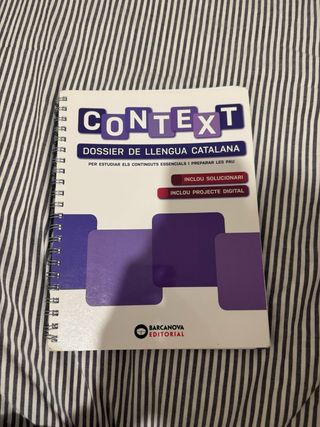 CONTEXT
DOSSIER DE LLENGUA CATALANA
PER ESTUDIAR ELS CONTINGUTS ESSENCIALS I PREPARAR LES PAU
INCLOU SOLUCIONARI
INCLOU PROJECTE DIGITAL
BARCANOVA
EDITORIAL